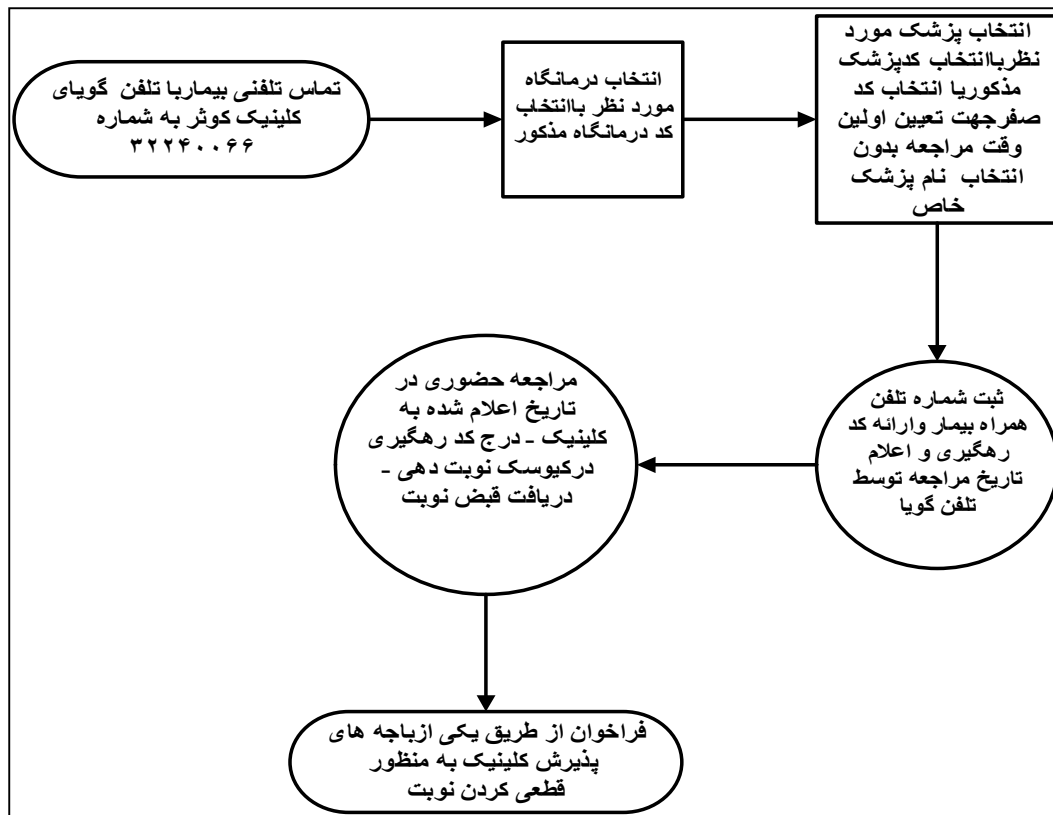 تماس تلفنی بیماربا تلفن گویای
کلینیک کوثر به شماره
۳۲۲۴۰۰۶۶
انتخاب درمانگاه
مورد نظر باانتخاب
کد درمانگاه مذکور
انتخاب پزشک مورد
نظرباانتخاب کدپزشک
مذکوریا انتخاب کد
صفرجهت تعیین اولین
وقت مراجعه بدون
انتخاب نام پزشک
خاص
ثبت شماره تلفن
همراه بیمار وارائه کد
رهگیری و اعلام
تاریخ مراجعه توسط
تلفن گویا
مراجعه حضوری در
تاریخ اعلام شده به
کلینیک - درج کد رهگیری
درکیوسک نوبت دهی -
دریافت قبض نوبت
فراخوان از طریق یکی ازباجه های
پذیرش کلینیک به منظور
قطعی کردن نوبت